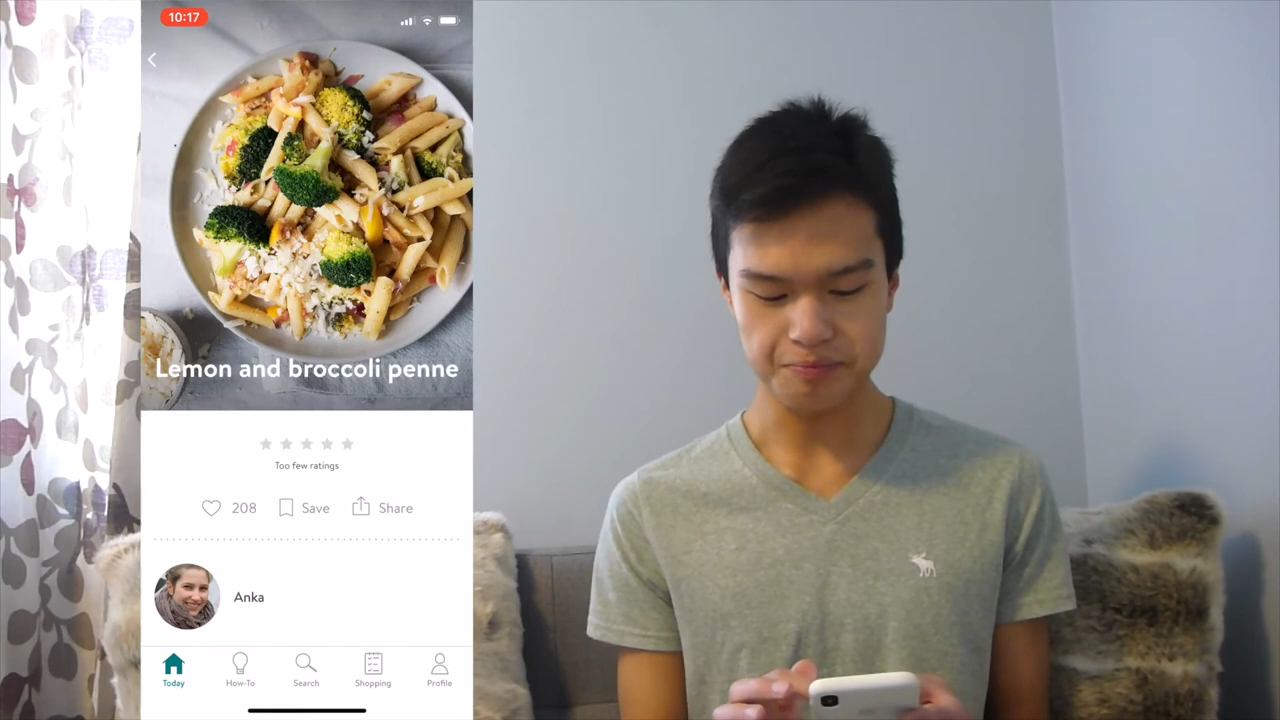 10:17
Lemon and broccoli penne
Too few ratings
208 Save Share
Anka
Today How-To Search Shopping Profile